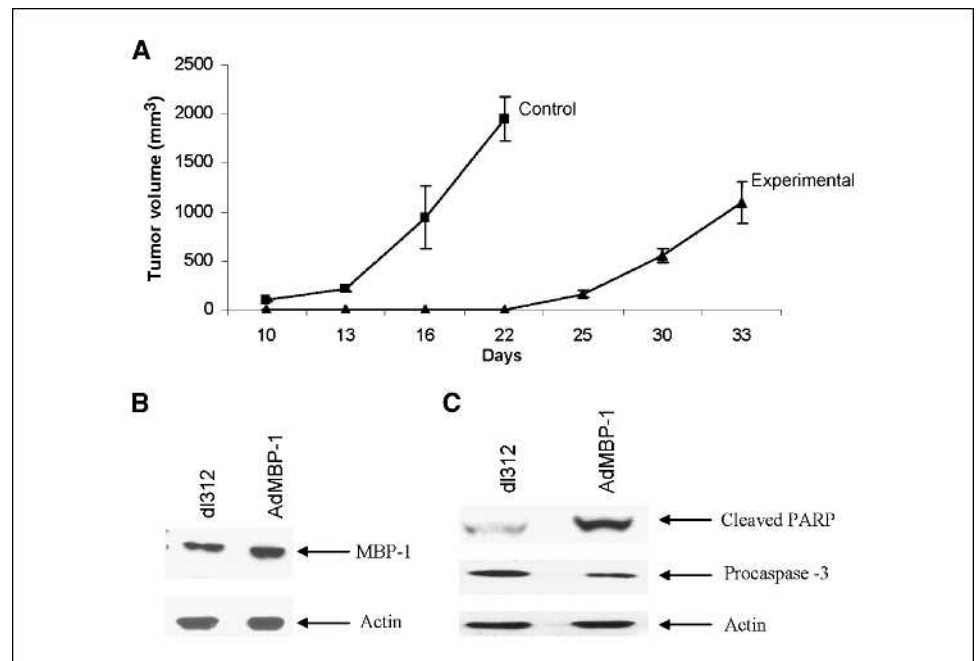 A
Tumor volume (mm3)
2500
2000
1500
1000
500
0
Control
Experimental
10 13 16 22 25 30 33
Days
B
dl312 AdMBP-1
MBP-1
Actin
C
dl312 AdMBP-1
Cleaved PARP
Procaspase -3
Actin